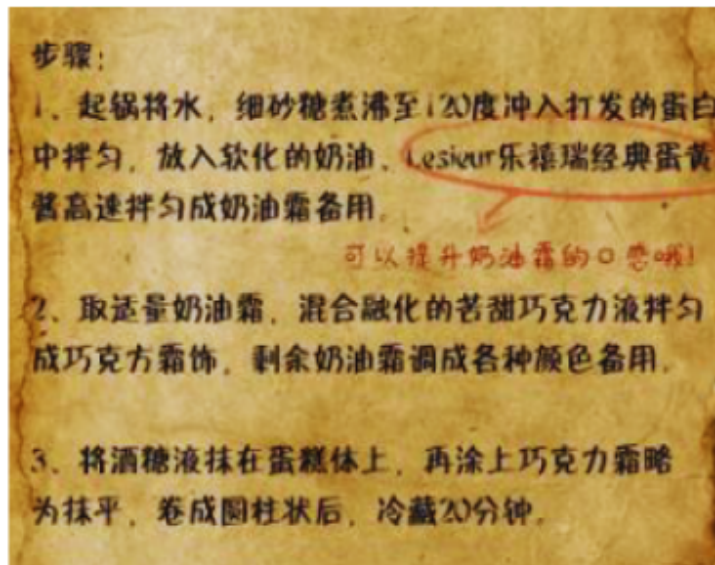 步骤：
1、起锅将水，细砂糖煮沸至120度冲入打发的蛋白
中拌匀，放入软化的奶油、Lesieur乐禧瑞经典蛋黄
酱高速拌匀成奶油霜备用。
可以提升奶油霜的口感哦！
2、取适量奶油霜，混合融化的苦甜巧克力液拌匀
成巧克方霜饰，剩余奶油霜调成各种颜色备用。
3、将酒糖液抹在蛋糕体上，再涂上巧克力霜略
为抹平，卷成圆柱状后，冷藏20分钟。